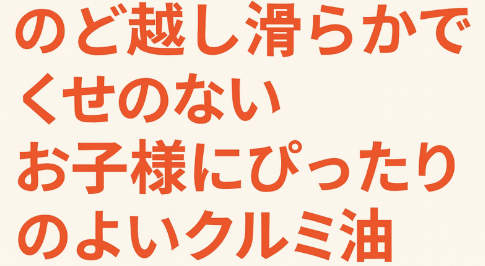 のど越し滑らかで
くせのない
お子様にぴったり
のよいクルミ油